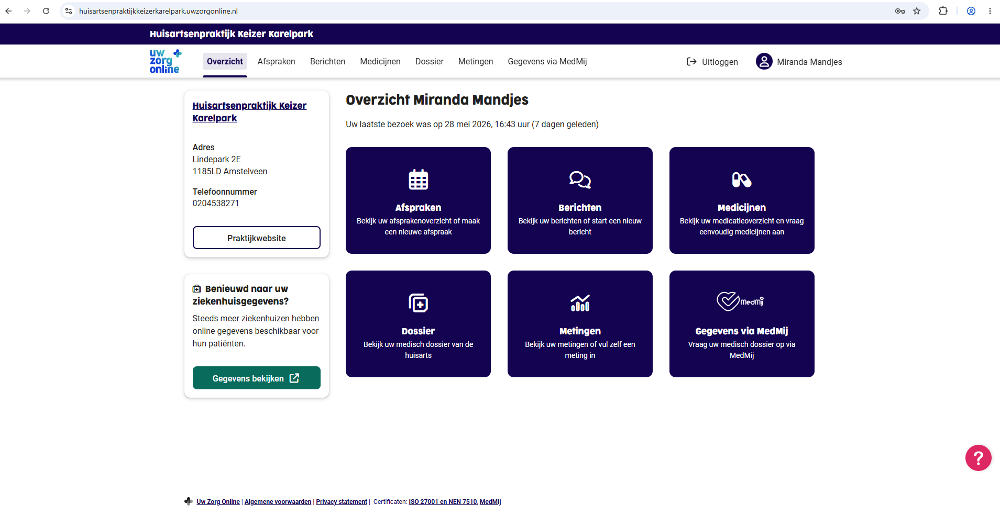 huisartsenpraktijkkeizerkarelpark.uwzorgonline.nl
Huisartsenpraktijk Keizer Karelpark
uw
zorg
online
Overzicht
Afspraken
Berichten
Medicijnen
Dossier
Metingen
Gegevens via MedMij
Uitloggen
Miranda Mandjes
Huisartsenpraktijk Keizer
Karelpark
Adres
Lindepark 2E
1185LD Amstelveen
Telefoonnummer
0204538271
Praktijkwebsite
Benieuwd naar uw
ziekenhuisgegevens?
Steeds meer ziekenhuizen hebben
online gegevens beschikbaar voor
hun patiënten.
Gegevens bekijken
Overzicht Miranda Mandjes
Uw laatste bezoek was op 28 mei 2026, 16:43 uur (7 dagen geleden)
Afspraken
Bekijk uw afsprakenoverzicht of maak
een nieuwe afspraak
Berichten
Bekijk uw berichten of start een nieuw
bericht
Medicijnen
Bekijk uw medicatieoverzicht en vraag
eenvoudig medicijnen aan
Dossier
Bekijk uw medisch dossier van de
huisarts
Metingen
Bekijk uw metingen of vul zelf een
meting in
MedMij
Gegevens via MedMij
Vraag uw medisch dossier op via
MedMij
?
Uw Zorg Online | Algemene voorwaarden | Privacy statement | Certificaten: ISO 27001 en NEN 7510, MedMij